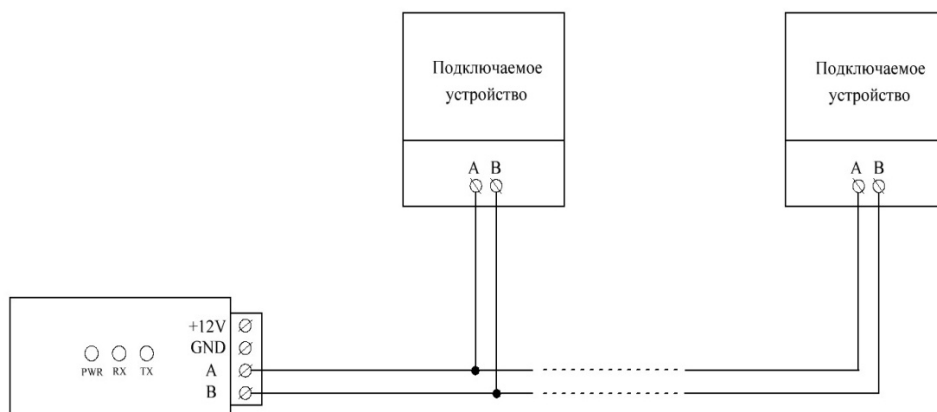 Подключаемое
устройство
A B
Подключаемое
устройство
A B
+12V
GND
A
B
PWR RX TX